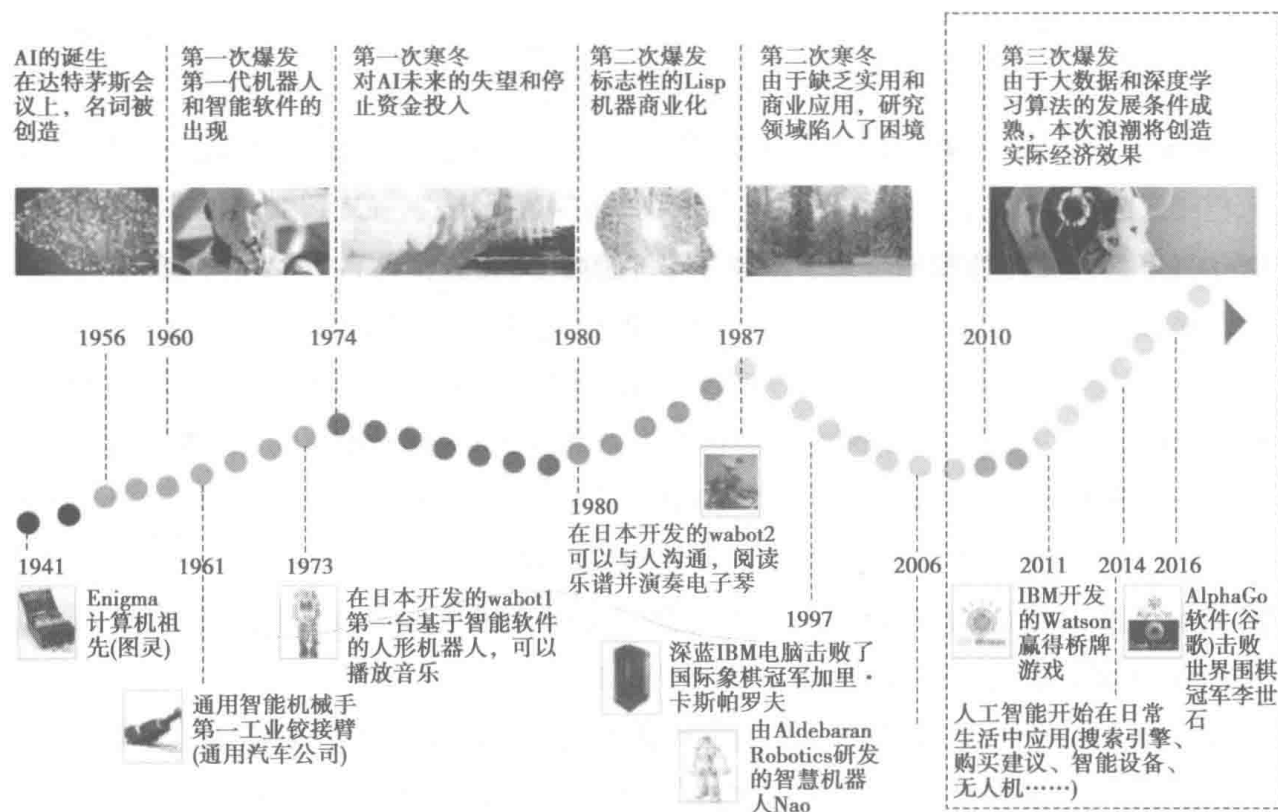 AI的诞生
在达特茅斯会
议上，名词被
创造
第一次爆发
第一代机器人
和智能软件的
出现
第一次寒冬
对AI未来的失望和停
止资金投入
第二次爆发
标志性的Lisp
机器商业化
第二次寒冬
由于缺乏实用和
商业应用，研究
领域陷入了困境
第三次爆发
由于大数据和深度学
习算法的发展条件成
熟，本次浪潮将创造
实际经济效果
1956
1960
1974
1980
1987
2010
1941
Enigma
计算机祖
先(图灵)
1961
通用智能机械手
第一工业铰接臂
(通用汽车公司)
1973
在日本开发的wabot1
第一台基于智能软件
的人形机器人，可以
播放音乐
1980
在日本开发的wabot2
可以与人沟通，阅读
乐谱并演奏电子琴
1997
深蓝IBM电脑击败了
国际象棋冠军加里·
卡斯帕罗夫
2006
由Aldebaran
Robotics研发
的智慧机器
人Nao
2011
IBM开发
的Watson
赢得桥牌
游戏
2014
人工智能开始在日常
生活中应用(搜索引擎、
购买建议、智能设备、
无人机……)
2016
AlphaGo
软件(谷
歌)击败
世界围棋
冠军李世
石